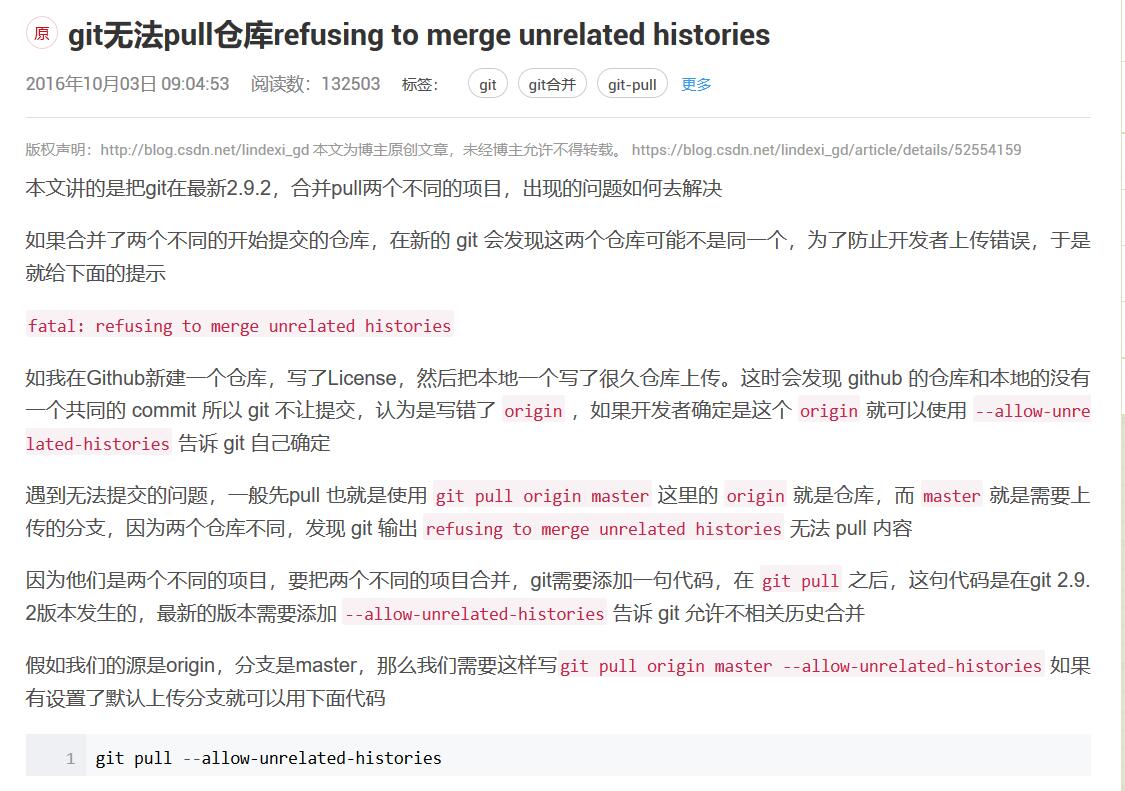 原 git无法pull仓库refusing to merge unrelated histories
2016年10月03日 09:04:53 阅读数：132503 标签： git git合并 git-pull 更多
版权声明：http://blog.csdn.net/lindexi_gd 本文为博主原创文章，未经博主允许不得转载。 https://blog.csdn.net/lindexi_gd/article/details/52554159
本文讲的是把git在最新2.9.2，合并pull两个不同的项目，出现的问题如何去解决
如果合并了两个不同的开始提交的仓库，在新的 git 会发现这两个仓库可能不是同一个，为了防止开发者上传错误，于是
就给下面的提示
fatal: refusing to merge unrelated histories
如我在Github新建一个仓库，写了License，然后把本地一个写了很久仓库上传。这时会发现 github 的仓库和本地的没有
一个共同的 commit 所以 git 不让提交，认为是写错了 origin ，如果开发者确定是这个 origin 就可以使用 --allow-unre
lated-histories 告诉 git 自己确定
遇到无法提交的问题，一般先pull 也就是使用 git pull origin master 这里的 origin 就是仓库，而 master 就是需要上
传的分支，因为两个仓库不同，发现 git 输出 refusing to merge unrelated histories 无法 pull 内容
因为他们是两个不同的项目，要把两个不同的项目合并，git需要添加一句代码，在 git pull 之后，这句代码是在git 2.9.
2版本发生的，最新的版本需要添加 --allow-unrelated-histories 告诉 git 允许不相关历史合并
假如我们的源是origin，分支是master，那么我们需要这样写git pull origin master --allow-unrelated-histories 如果
有设置了默认上传分支就可以用下面代码
1 git pull --allow-unrelated-histories